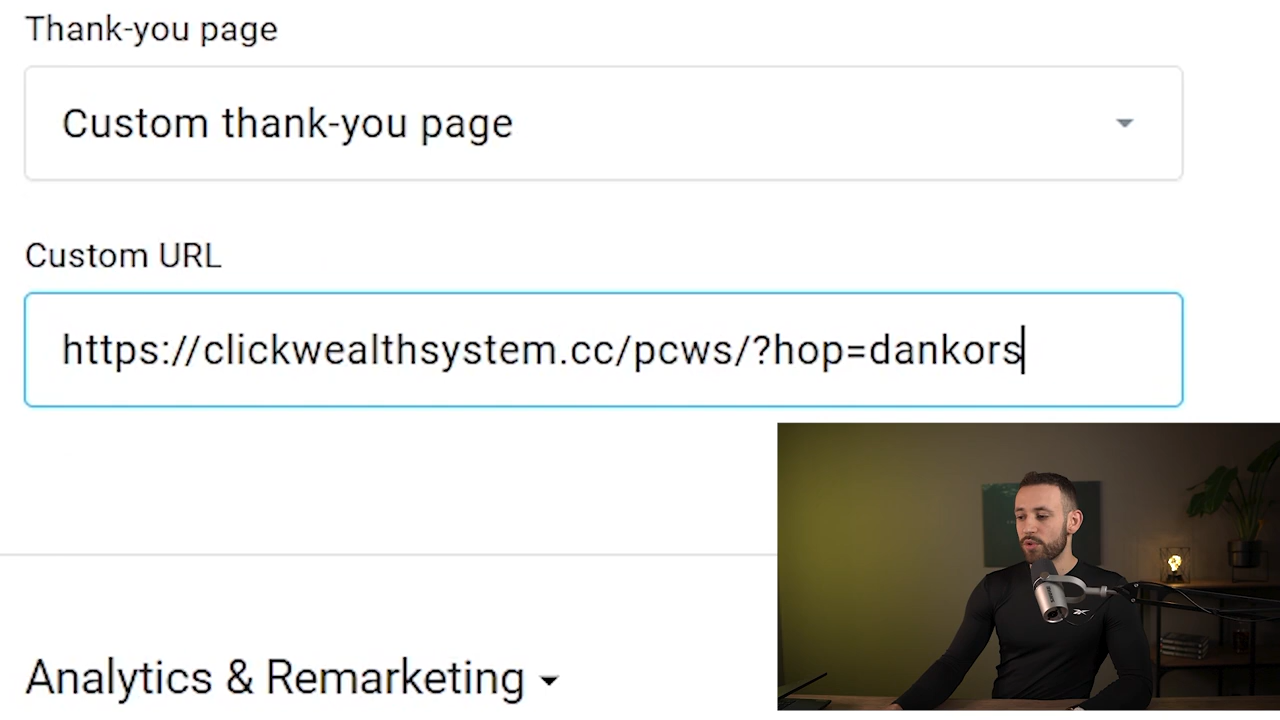 Thank-you page
Custom thank-you page
Custom URL
https://clickwealthsystem.cc/pcws/?hop=dankors
Analytics & Remarketing